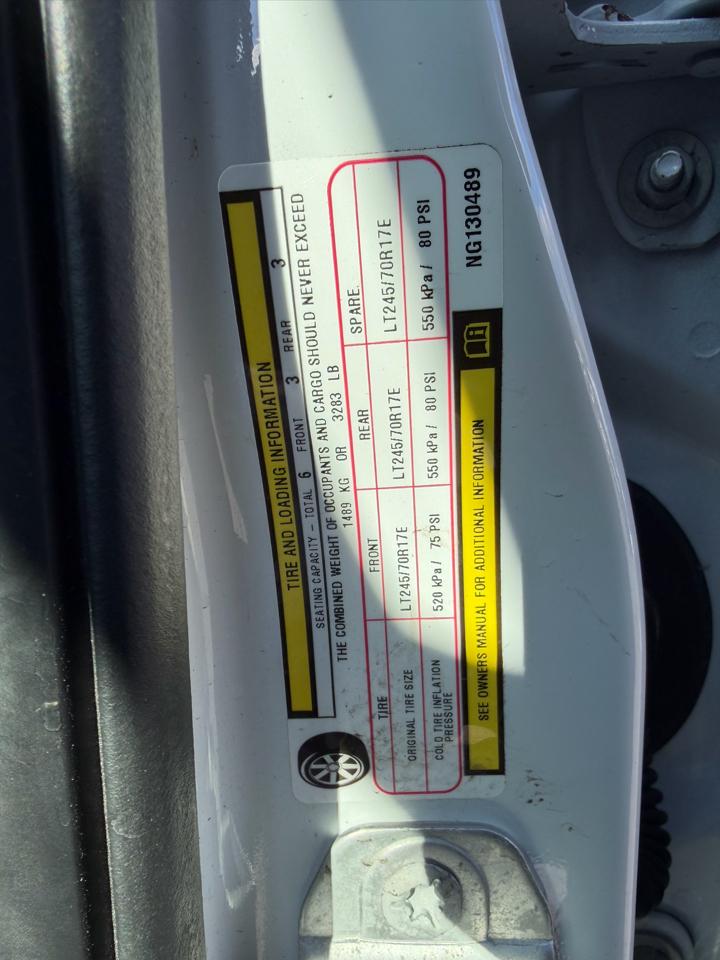 TIRE AND LOADING INFORMATION
SEATING CAPACITY – TOTAL 6 FRONT 3 REAR 3
THE COMBINED WEIGHT OF OCCUPANTS AND CARGO SHOULD NEVER EXCEED
1489 KG OR 3283 LB
TIRE FRONT REAR SPARE
ORIGINAL TIRE SIZE LT245/70R17E LT245/70R17E LT245/70R17E
COLD TIRE INFLATION PRESSURE 520 kPa / 75 PSI 550 kPa / 80 PSI 550 kPa / 80 PSI
SEE OWNERS MANUAL FOR ADDITIONAL INFORMATION
NG130489